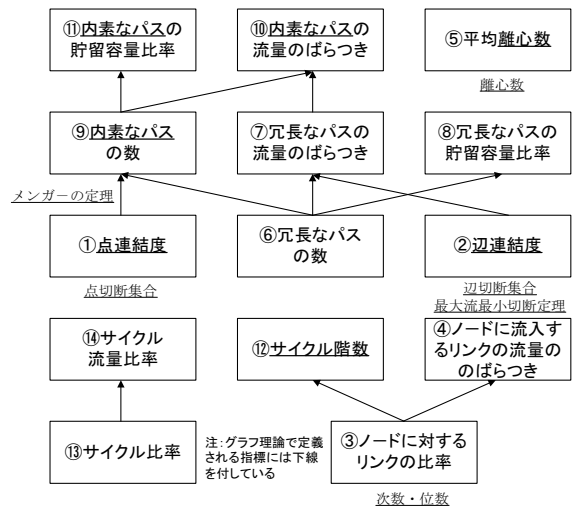 ⑪内素なパスの
貯留容量比率
⑩内素なパスの
流量のばらつき
⑤平均離心数
離心数
⑨内素なパス
の数
⑦冗長なパスの
流量のばらつき
⑧冗長なパスの
貯留容量比率
メンガーの定理
①点連結度
点切断集合
⑥冗長なパス
の数
②辺連結度
辺切断集合
最大流最小切断定理
⑭サイクル
流量比率
⑫サイクル階数
④ノードに流入す
るリンクの流量の
のばらつき
⑬サイクル比率
注:グラフ理論で定義
される指標には下線
を付している
③ノードに対する
リンクの比率
次数・位数